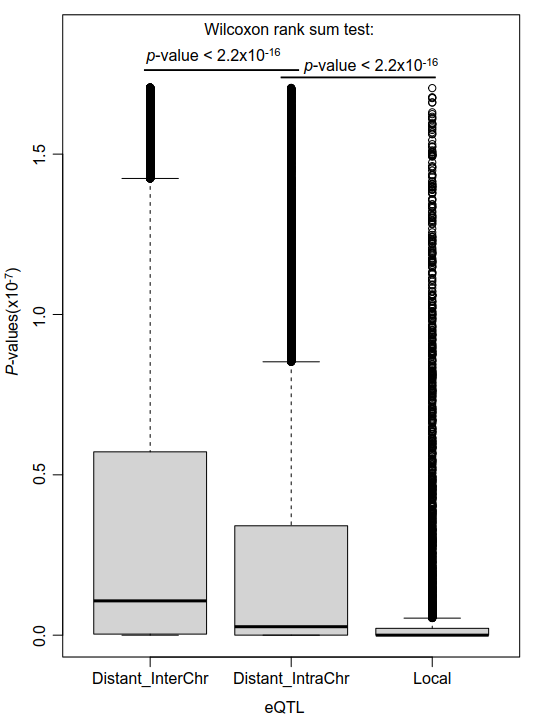 Wilcoxon rank sum test:
p-value < 2.2x10⁻¹⁶
p-value < 2.2x10⁻¹⁶
P-values(x10⁻⁷)
1.5
1.0
0.5
0.0
Distant_InterChr Distant_IntraChr Local
eQTL